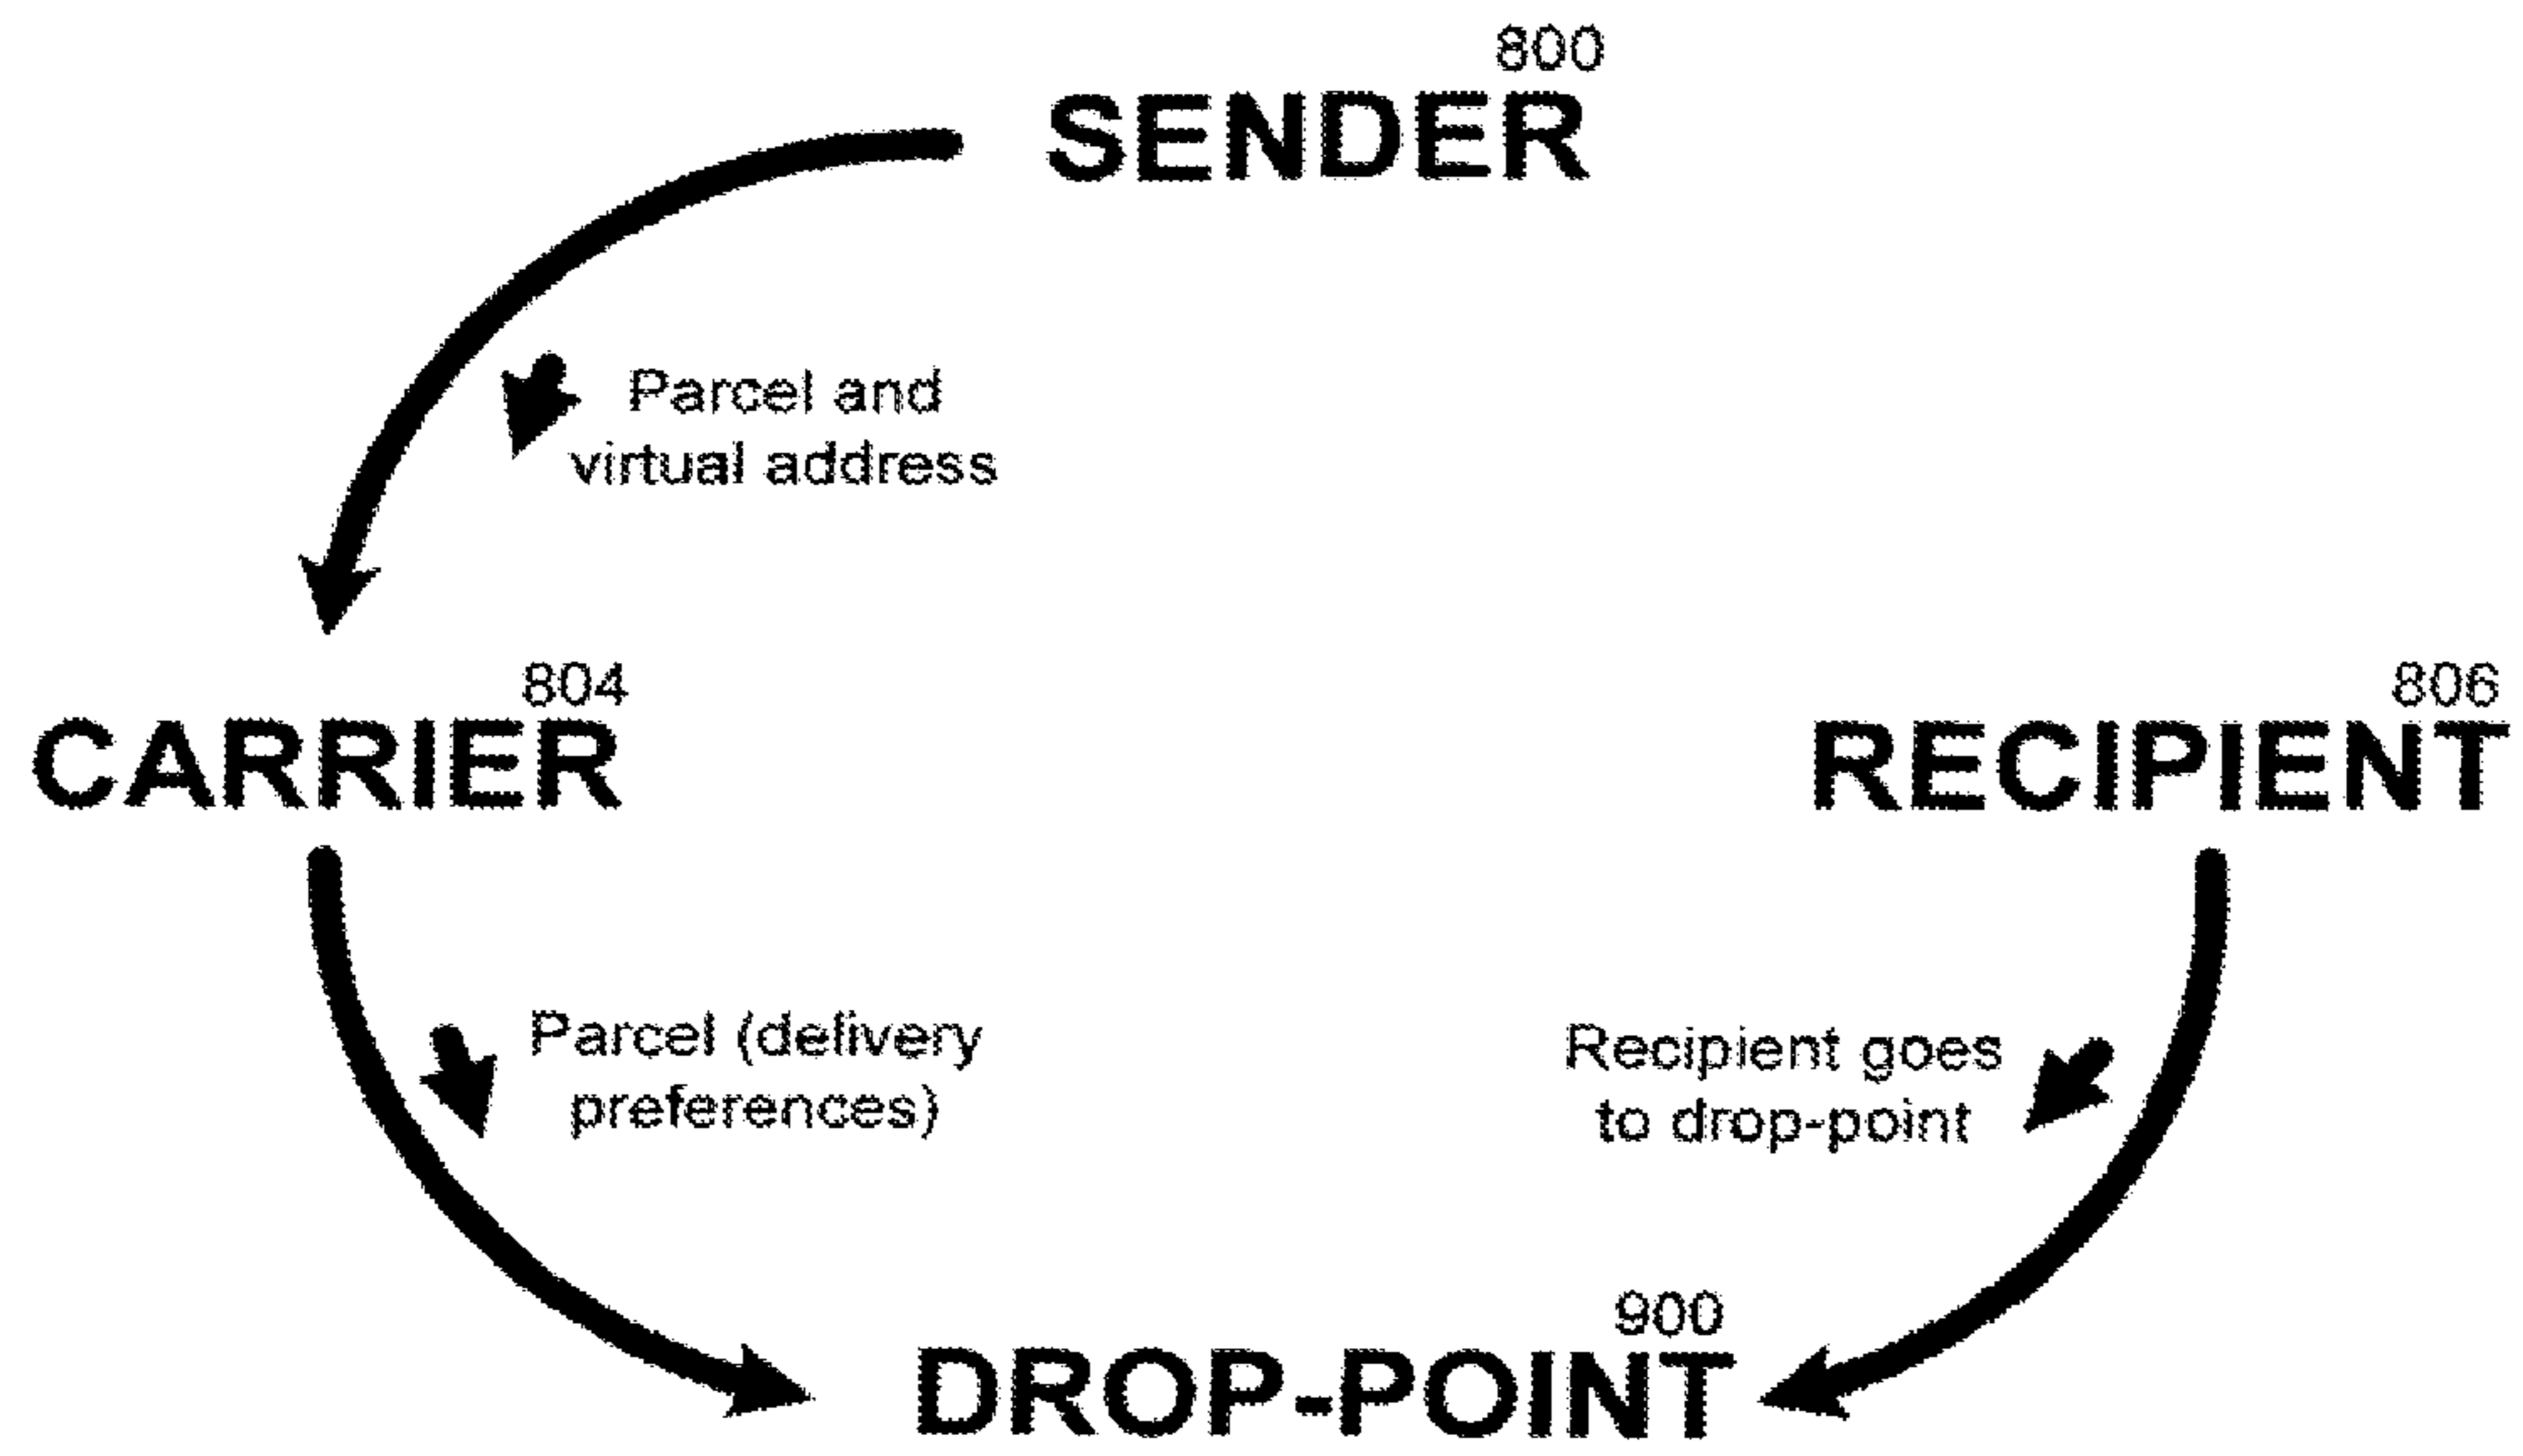 800
SENDER
Parcel and
virtual address
804
CARRIER
806
RECIPIENT
Parcel (delivery
preferences)
Recipient goes
to drop-point
900
DROP-POINT